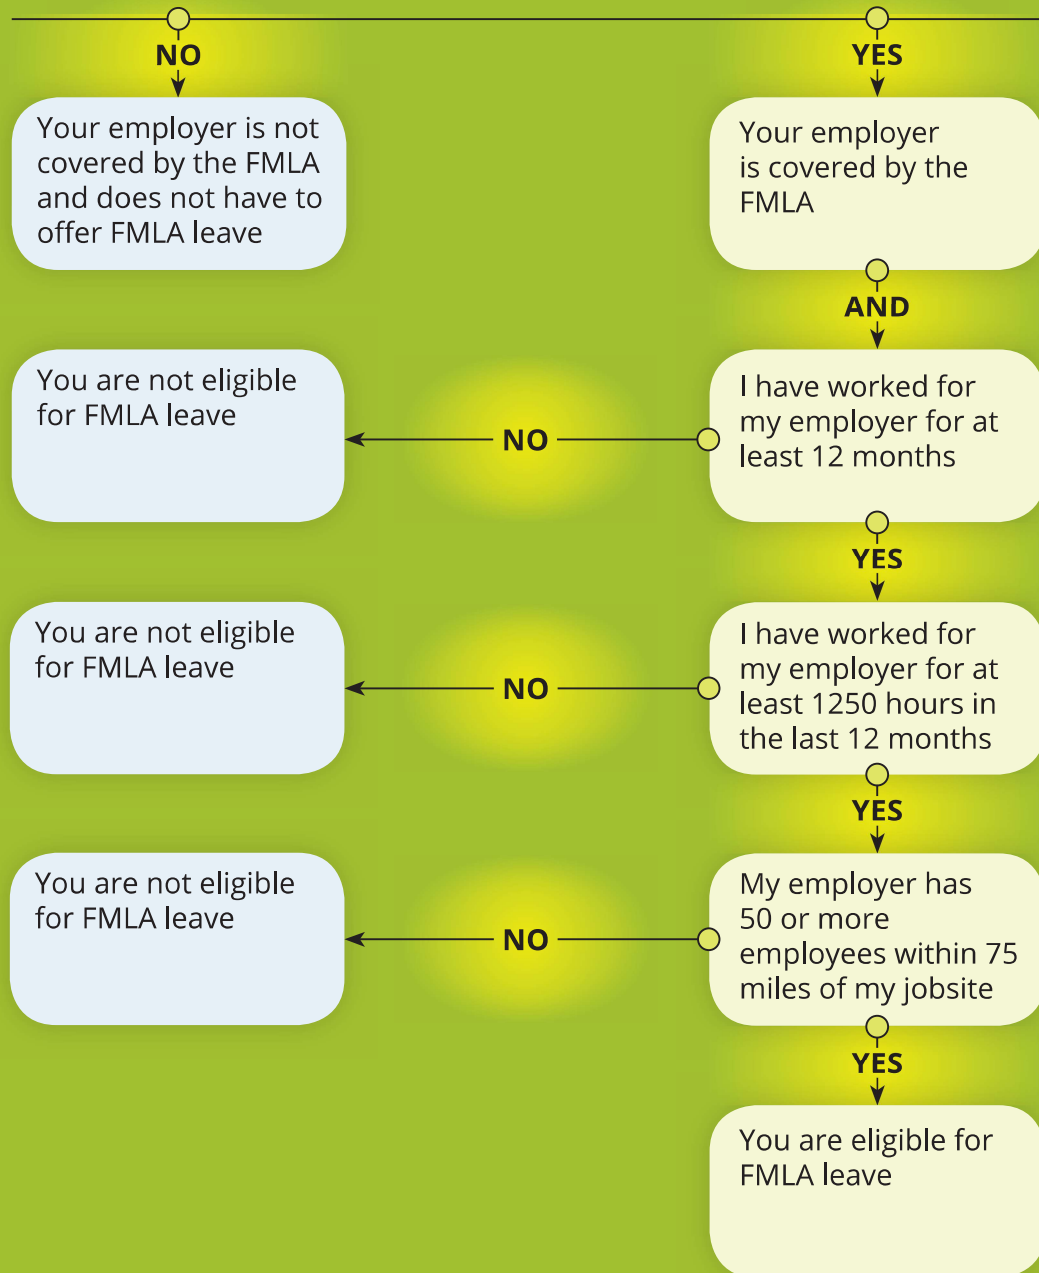 NO
YES
Your employer is not
covered by the FMLA
and does not have to
offer FMLA leave
Your employer
is covered by the
FMLA
AND
You are not eligible
for FMLA leave
NO
I have worked for
my employer for at
least 12 months
YES
You are not eligible
for FMLA leave
NO
I have worked for
my employer for at
least 1250 hours in
the last 12 months
YES
You are not eligible
for FMLA leave
NO
My employer has
50 or more
employees within 75
miles of my jobsite
YES
You are eligible for
FMLA leave